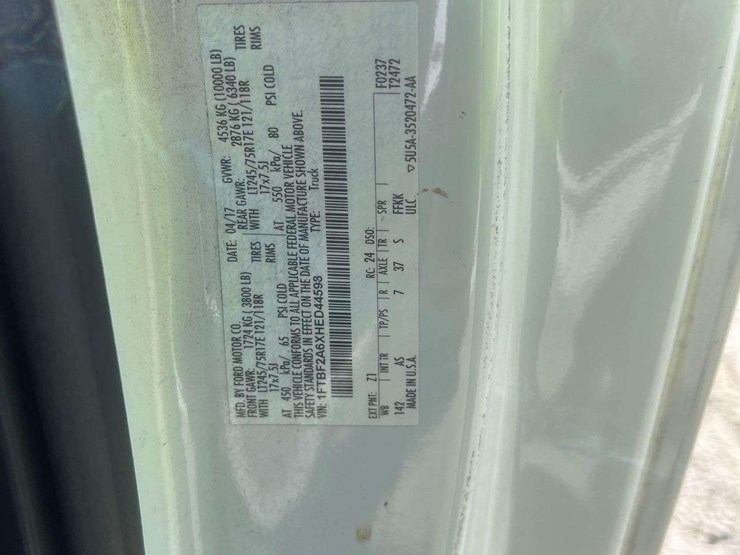 MFD. BY FORD MOTOR CO. DATE: 04/17 GVWR: 4536 KG (10000 LB)
FRONT GAWR: 1724 KG (3800 LB) REAR GAWR: 2876 KG (6340 LB)
WITH LT245/75R17E 121/118R TIRES WITH LT245/75R17E 121/118R TIRES
17x7.5J RIMS 17x7.5J RIMS
AT 450 kPa/ 65 PSI COLD AT 550 kPa/ 80 PSI COLD
THIS VEHICLE CONFORMS TO ALL APPLICABLE FEDERAL MOTOR VEHICLE
SAFETY STANDARDS IN EFFECT ON THE DATE OF MANUFACTURE SHOWN ABOVE.
VIN: 1FTBF2A6XHED44598 TYPE: Truck
EXT PNT: Z1 RC: 24 DSO: F0237
WB INT TR TP/PS R AXLE TR SPR T2472
142 AS 7 37 S FFKK
MADE IN U.S.A. ULC ▽5U5A-3520472-AA